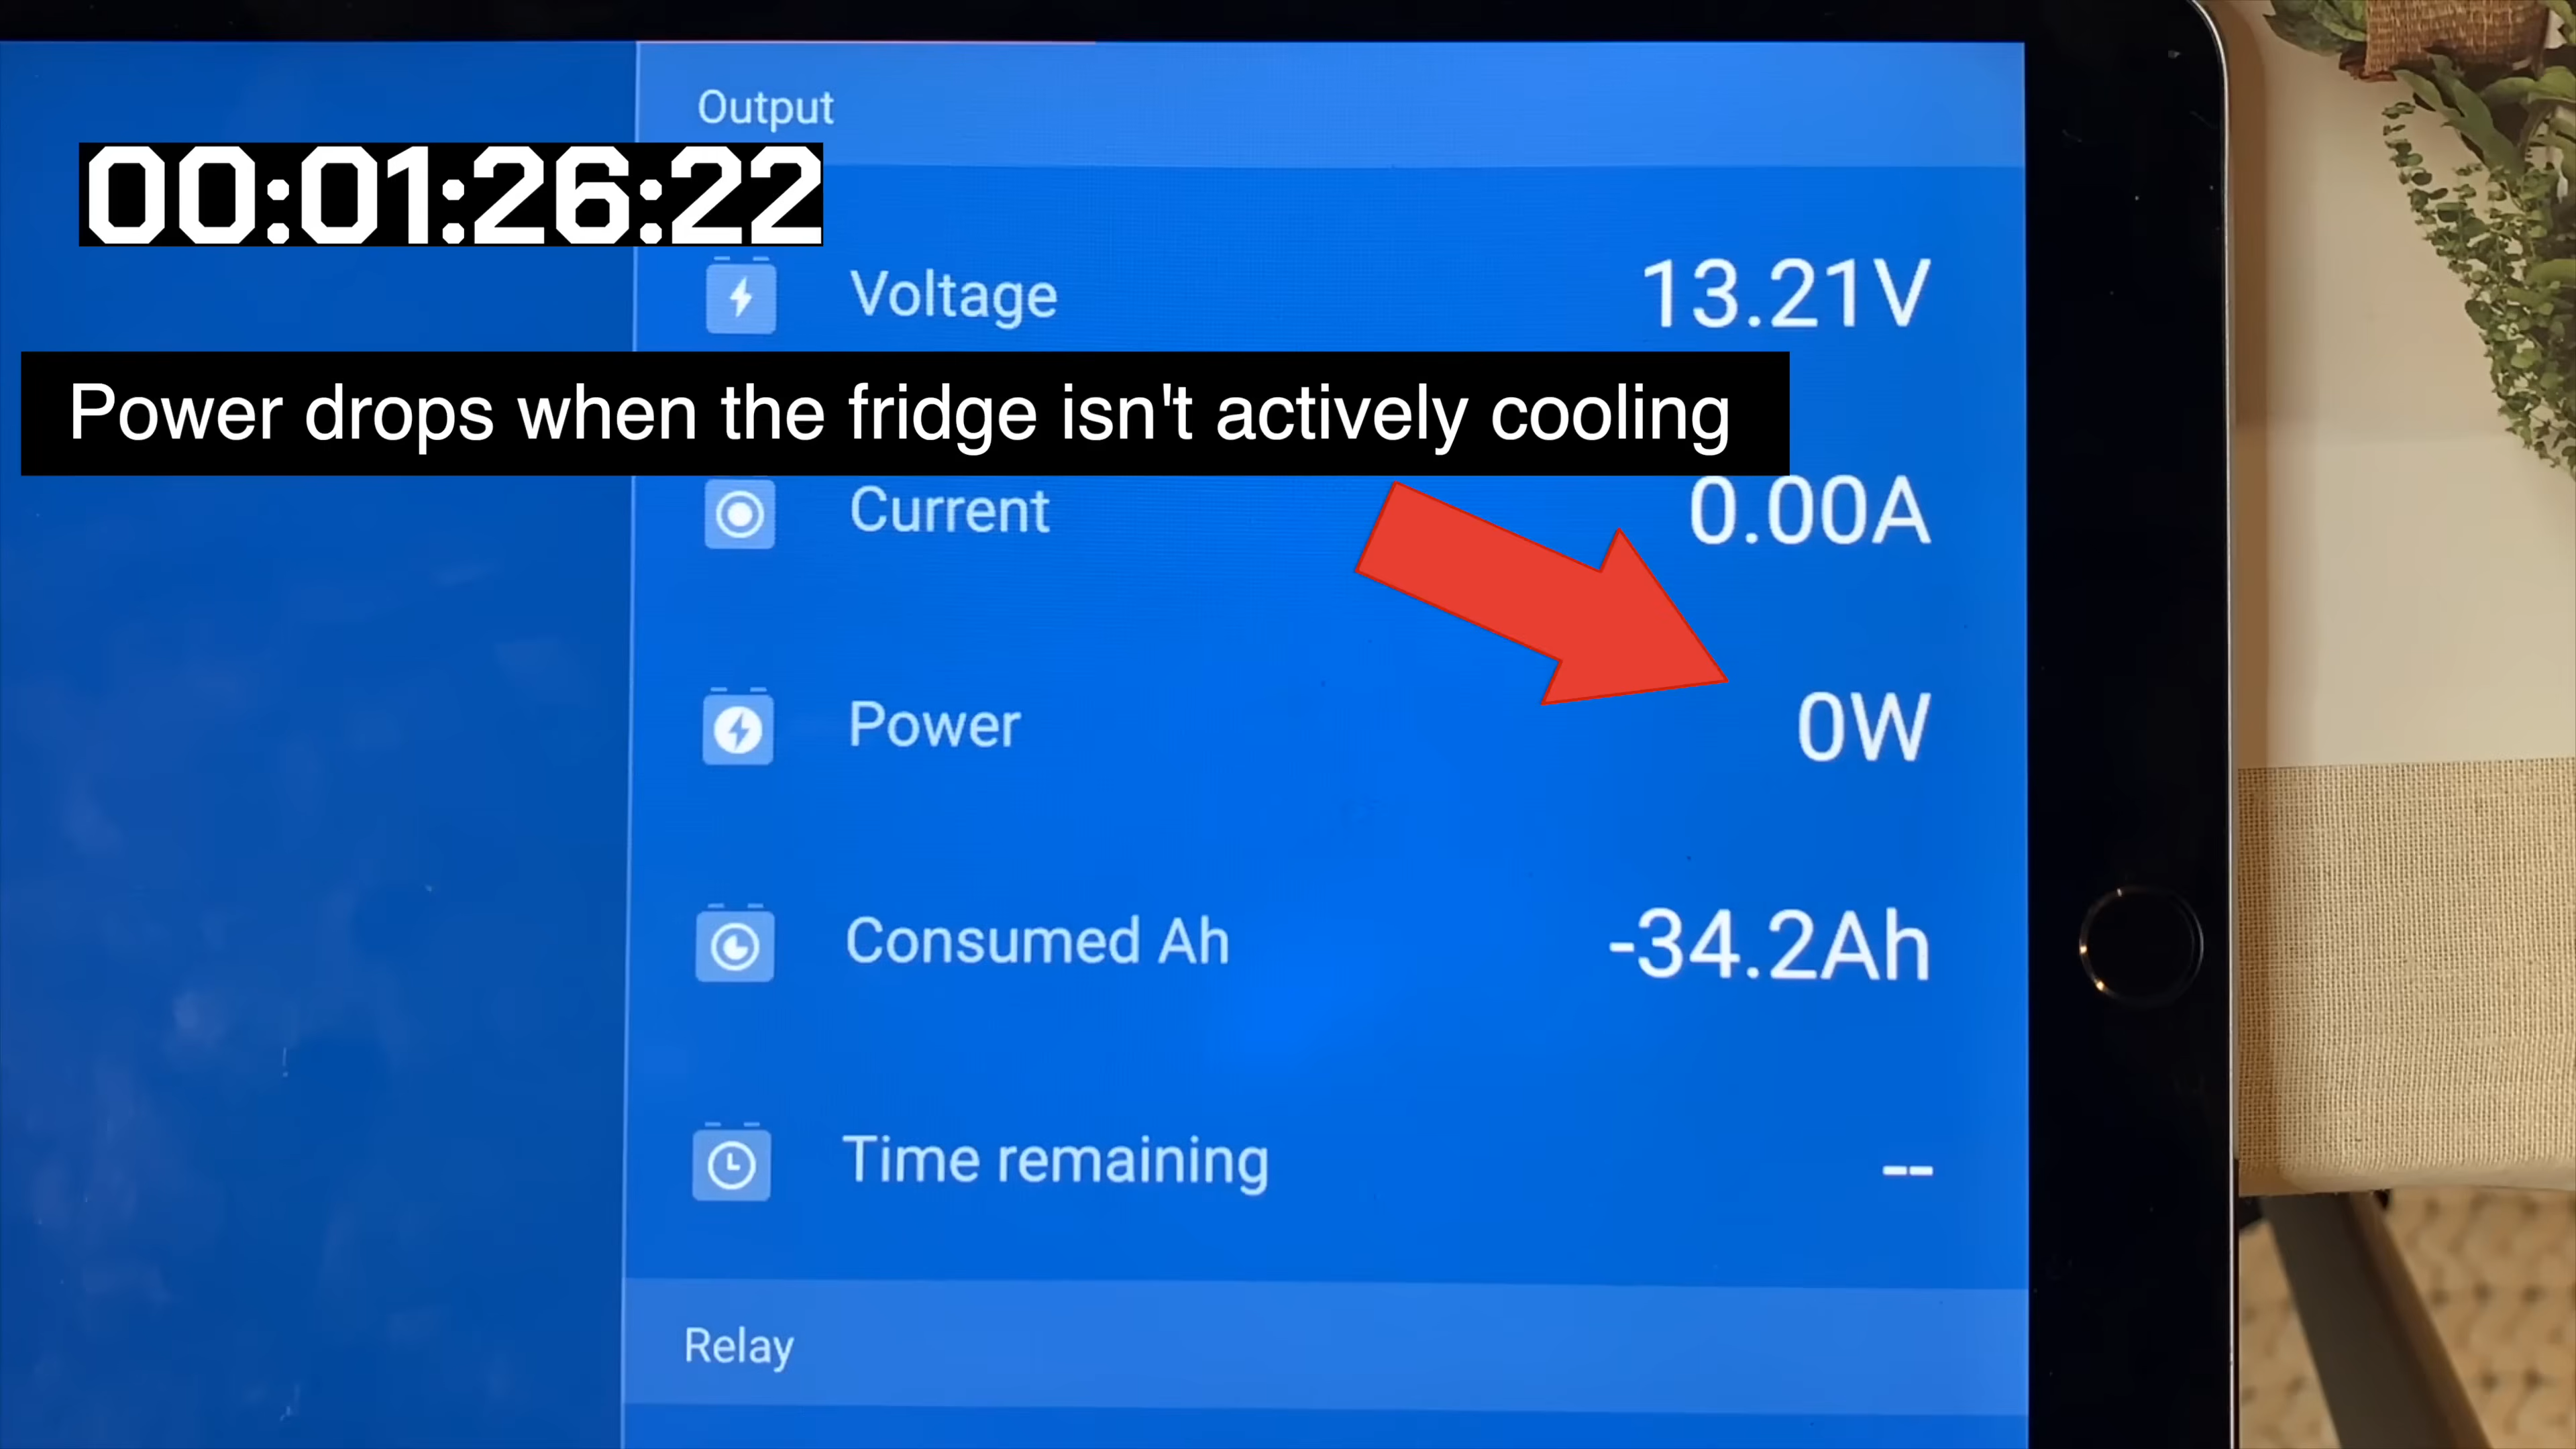 Output
00:01:26:22
Voltage 13.21V
Power drops when the fridge isn't actively cooling
Current 0.00A
Power 0W
Consumed Ah -34.2Ah
Time remaining --
Relay